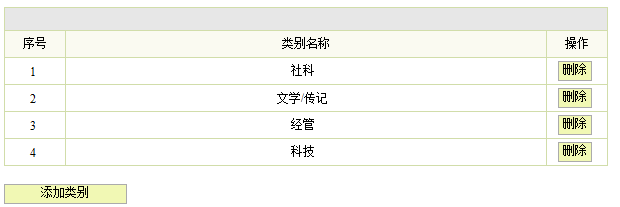 序号 类别名称 操作
1 社科 删除
2 文学/传记 删除
3 经管 删除
4 科技 删除
添加类别